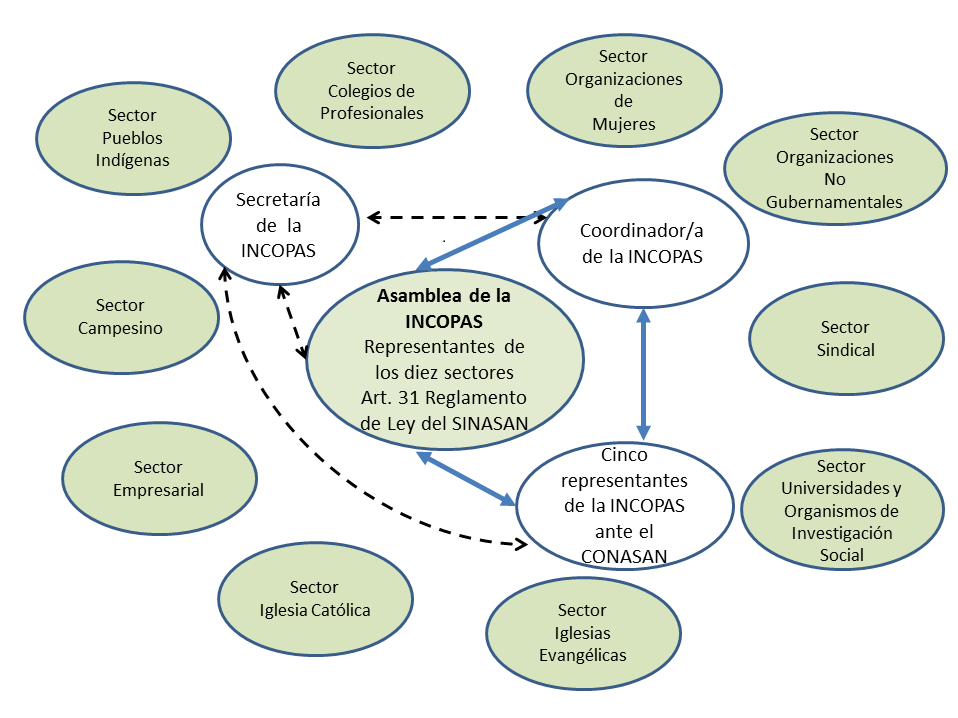 Sector
Colegios de
Profesionales
Sector
Organizaciones
de
Mujeres
Sector
Pueblos
Indígenas
Sector
Organizaciones
No
Gubernamentales
Secretaría
de la
INCOPAS
Coordinador/a
de la INCOPAS
.
Asamblea de la
INCOPAS
Representantes de
los diez sectores
Art. 31 Reglamento
de Ley del SINASAN
Sector
Campesino
Sector
Sindical
Sector
Empresarial
Cinco
representantes
de la INCOPAS
ante el
CONASAN
Sector
Universidades y
Organismos de
Investigación
Social
Sector
Iglesia Católica
Sector
Iglesias
Evangélicas